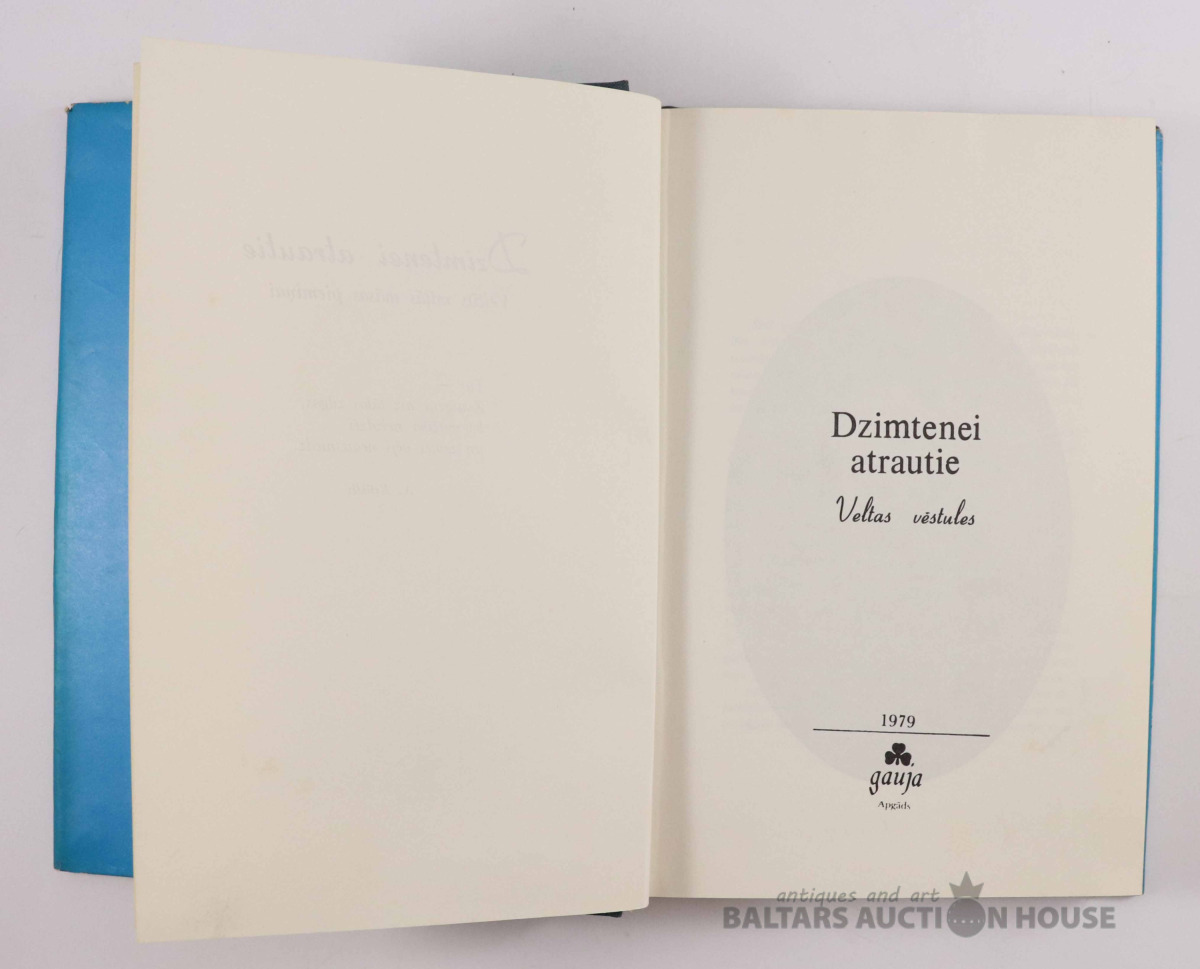 Dzimtenei
atrautie
Veltas vēstules
1979
gauja
Apgāds
antiques and art
BALTARS AUCTION HOUSE